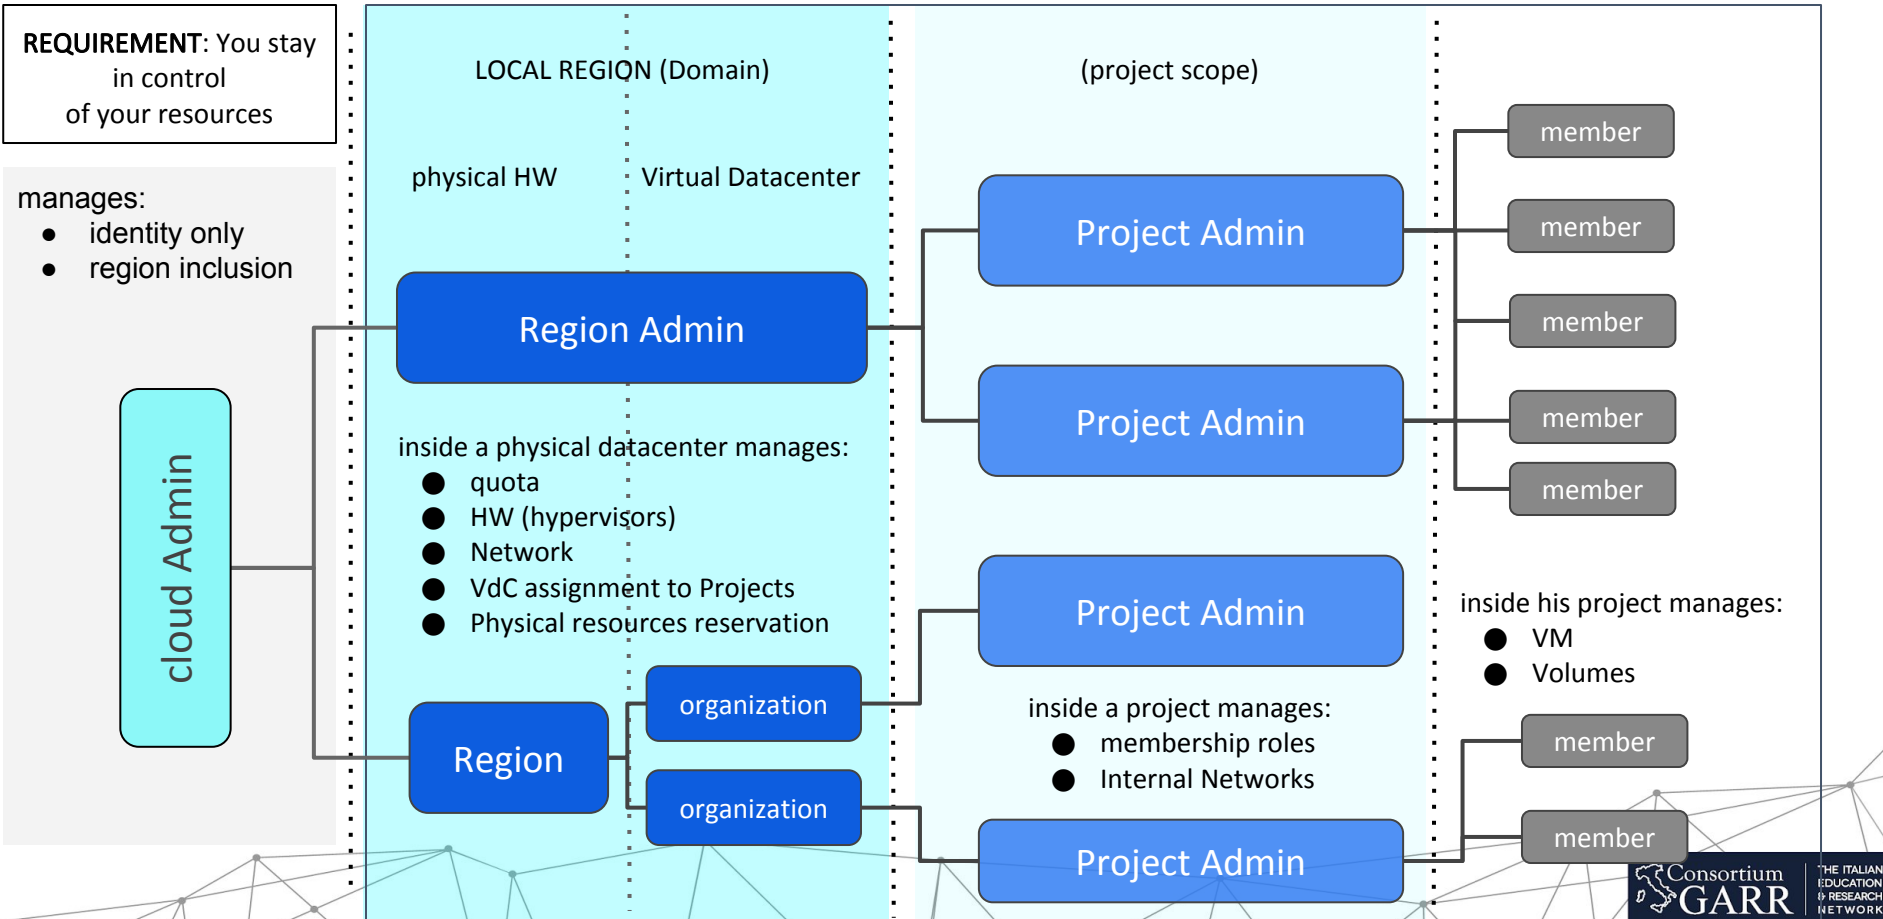 REQUIREMENT: You stay
in control
of your resources
manages:
● identity only
● region inclusion
cloud Admin
LOCAL REGION (Domain)
physical HW
Virtual Datacenter
Region Admin
inside a physical datacenter manages:
● quota
● HW (hypervisors)
● Network
● VdC assignment to Projects
● Physical resources reservation
Region
organization
organization
(project scope)
Project Admin
Project Admin
Project Admin
inside a project manages:
● membership roles
● Internal Networks
Project Admin
member
member
member
member
member
inside his project manages:
● VM
● Volumes
member
member
Consortium
GARR
THE ITALIAN
EDUCATION
& RESEARCH
NETWORK